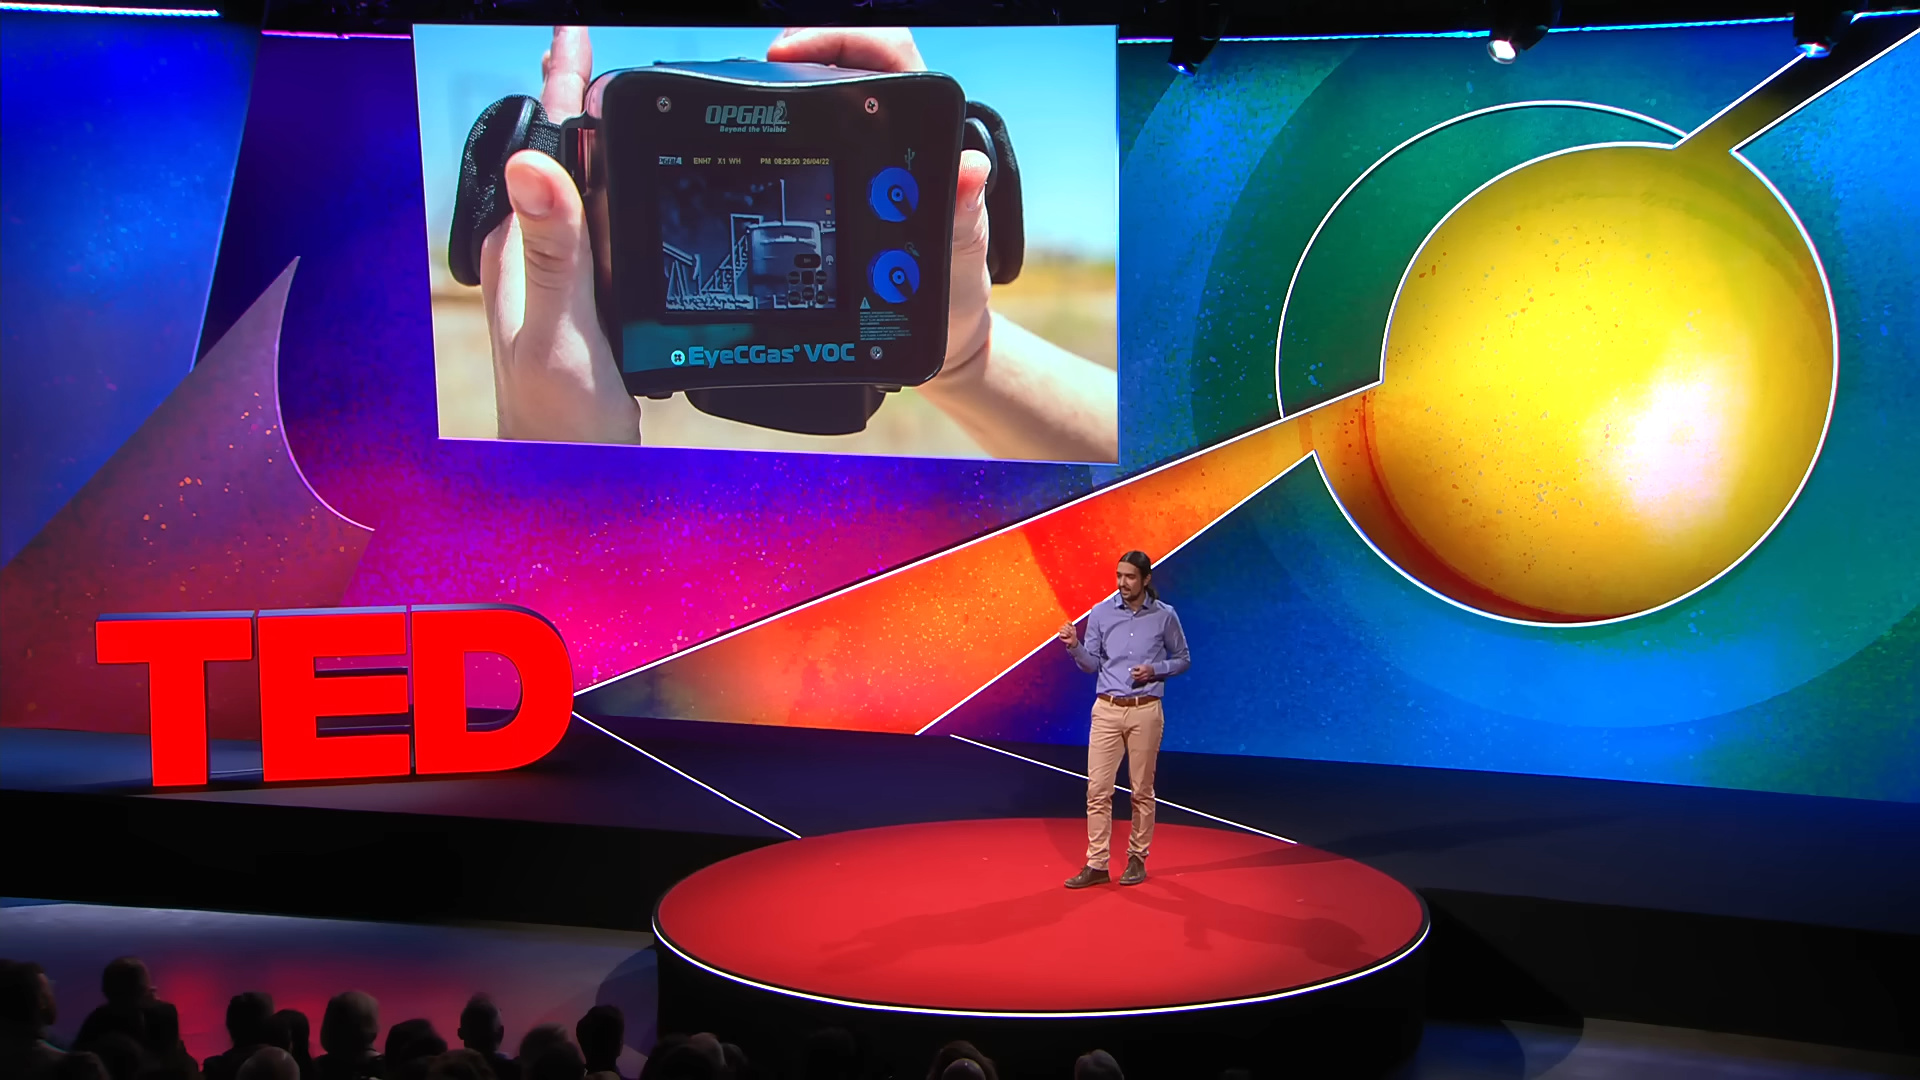 OPGAL
Beyond the Visible
ENH7 X1 WH PM 08:29:20 26/04/22
EyeCGas® VOC
TED